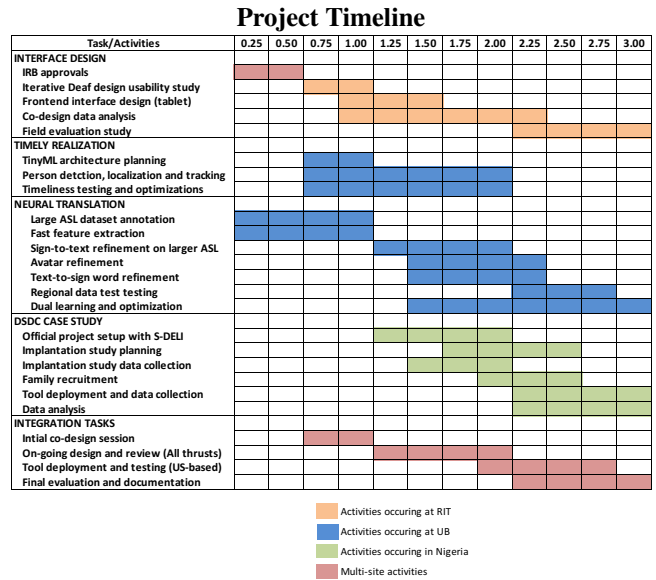 Project Timeline
Task/Activities 0.25 0.50 0.75 1.00 1.25 1.50 1.75 2.00 2.25 2.50 2.75 3.00
INTERFACE DESIGN
IRB approvals
Iterative Deaf design usability study
Frontend interface design (tablet)
Co-design data analysis
Field evaluation study
TIMELY REALIZATION
TinyML architecture planning
Person detction, localization and tracking
Timeliness testing and optimizations
NEURAL TRANSLATION
Large ASL dataset annotation
Fast feature extraction
Sign-to-text refinement on larger ASL
Avatar refinement
Text-to-sign word refinement
Regional data test testing
Dual learning and optimization
DSDC CASE STUDY
Official project setup with S-DELI
Implantation study planning
Implantation study data collection
Family recruitment
Tool deployment and data collection
Data analysis
INTEGRATION TASKS
Intial co-design session
On-going design and review (All thrusts)
Tool deployment and testing (US-based)
Final evaluation and documentation
Activities occuring at RIT
Activities occuring at UB
Activities occuring in Nigeria
Multi-site activities